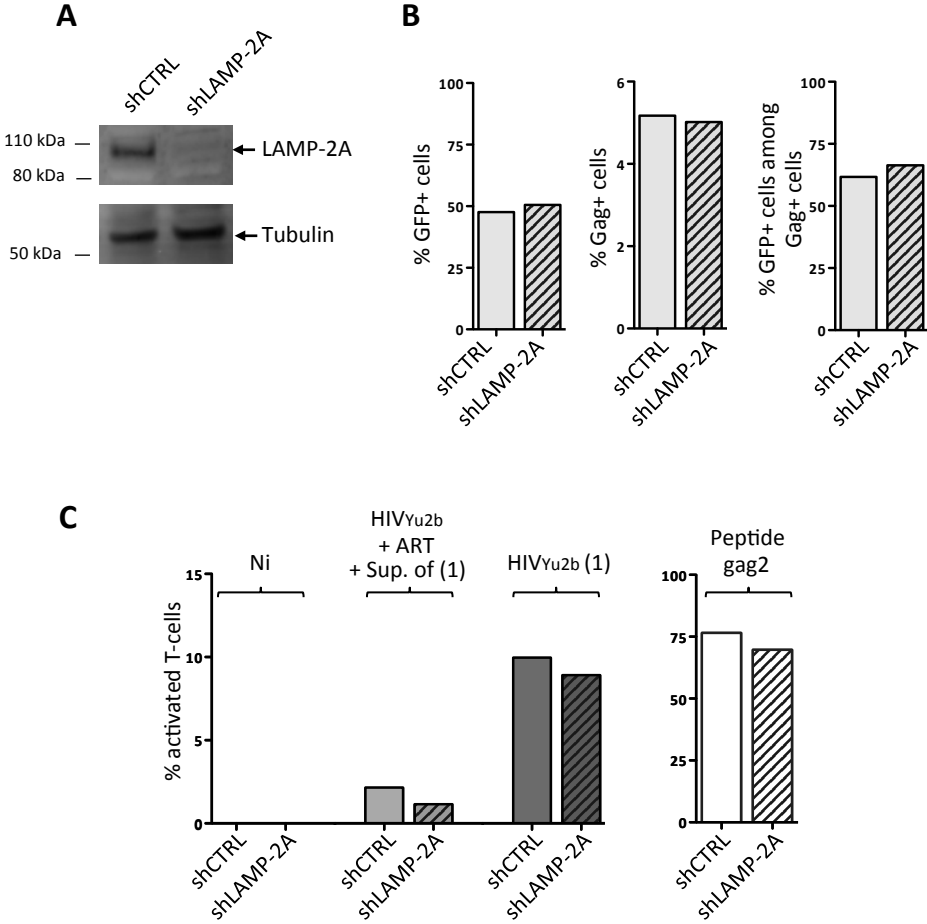 A
shCTRL
shLAMP-2A
110 kDa
80 kDa
LAMP-2A
50 kDa
Tubulin
B
100
75
50
25
0
% GFP+ cells
shCTRL
shLAMP-2A
6
4
2
0
% Gag+ cells
shCTRL
shLAMP-2A
100
75
50
25
0
% GFP+ cells among
Gag+ cells
shCTRL
shLAMP-2A
C
Ni
HIVYu2b
+ ART
+ Sup. of (1)
HIVYu2b (1)
15
10
5
0
% activated T-cells
shCTRL
shLAMP-2A
shCTRL
shLAMP-2A
shCTRL
shLAMP-2A
Peptide
gag2
100
75
50
25
0
shCTRL
shLAMP-2A